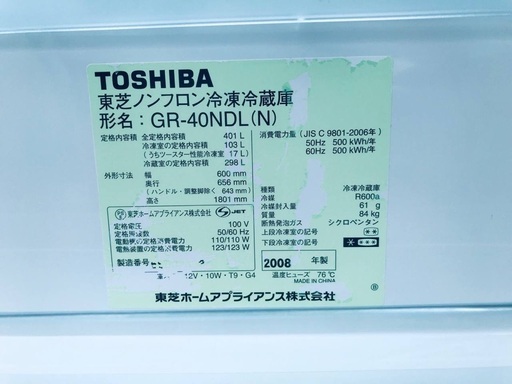 TOSHIBA
東芝ノンフロン冷凍冷蔵庫
形名：GR-40NDL(N)
定格内容積 全定格内容積 401 L
冷凍室の定格内容積 103 L
(うちツースター性能冷凍室 17 L)
冷蔵室の定格内容積 298 L
外形寸法 幅 600 mm
奥行 656 mm
(ハンドル・調整脚除く 643 mm)
高さ 1801 mm
東芝ホームアプライアンス株式会社 S JET
定格電圧 100 V
定格周波数 50/60 Hz
電動機の定格消費電力 110/110 W
電熱装置の定格消費電力 123/123 W
製造番号
消費電力量 (JIS C 9801-2006年)
50Hz 500 kWh/年
60Hz 500 kWh/年
種類 冷凍冷蔵庫
冷媒 R600a
冷媒封入量 61 g
質量 84 kg
断熱発泡ガス シクロペンタン
上段冷凍室の記号 **
下段冷凍室の記号 * ***
2008 年製
12V・10W・T9・G4 温度ヒューズ 76℃
MADE IN CHINA
東芝ホームアプライアンス株式会社 Ⓑ